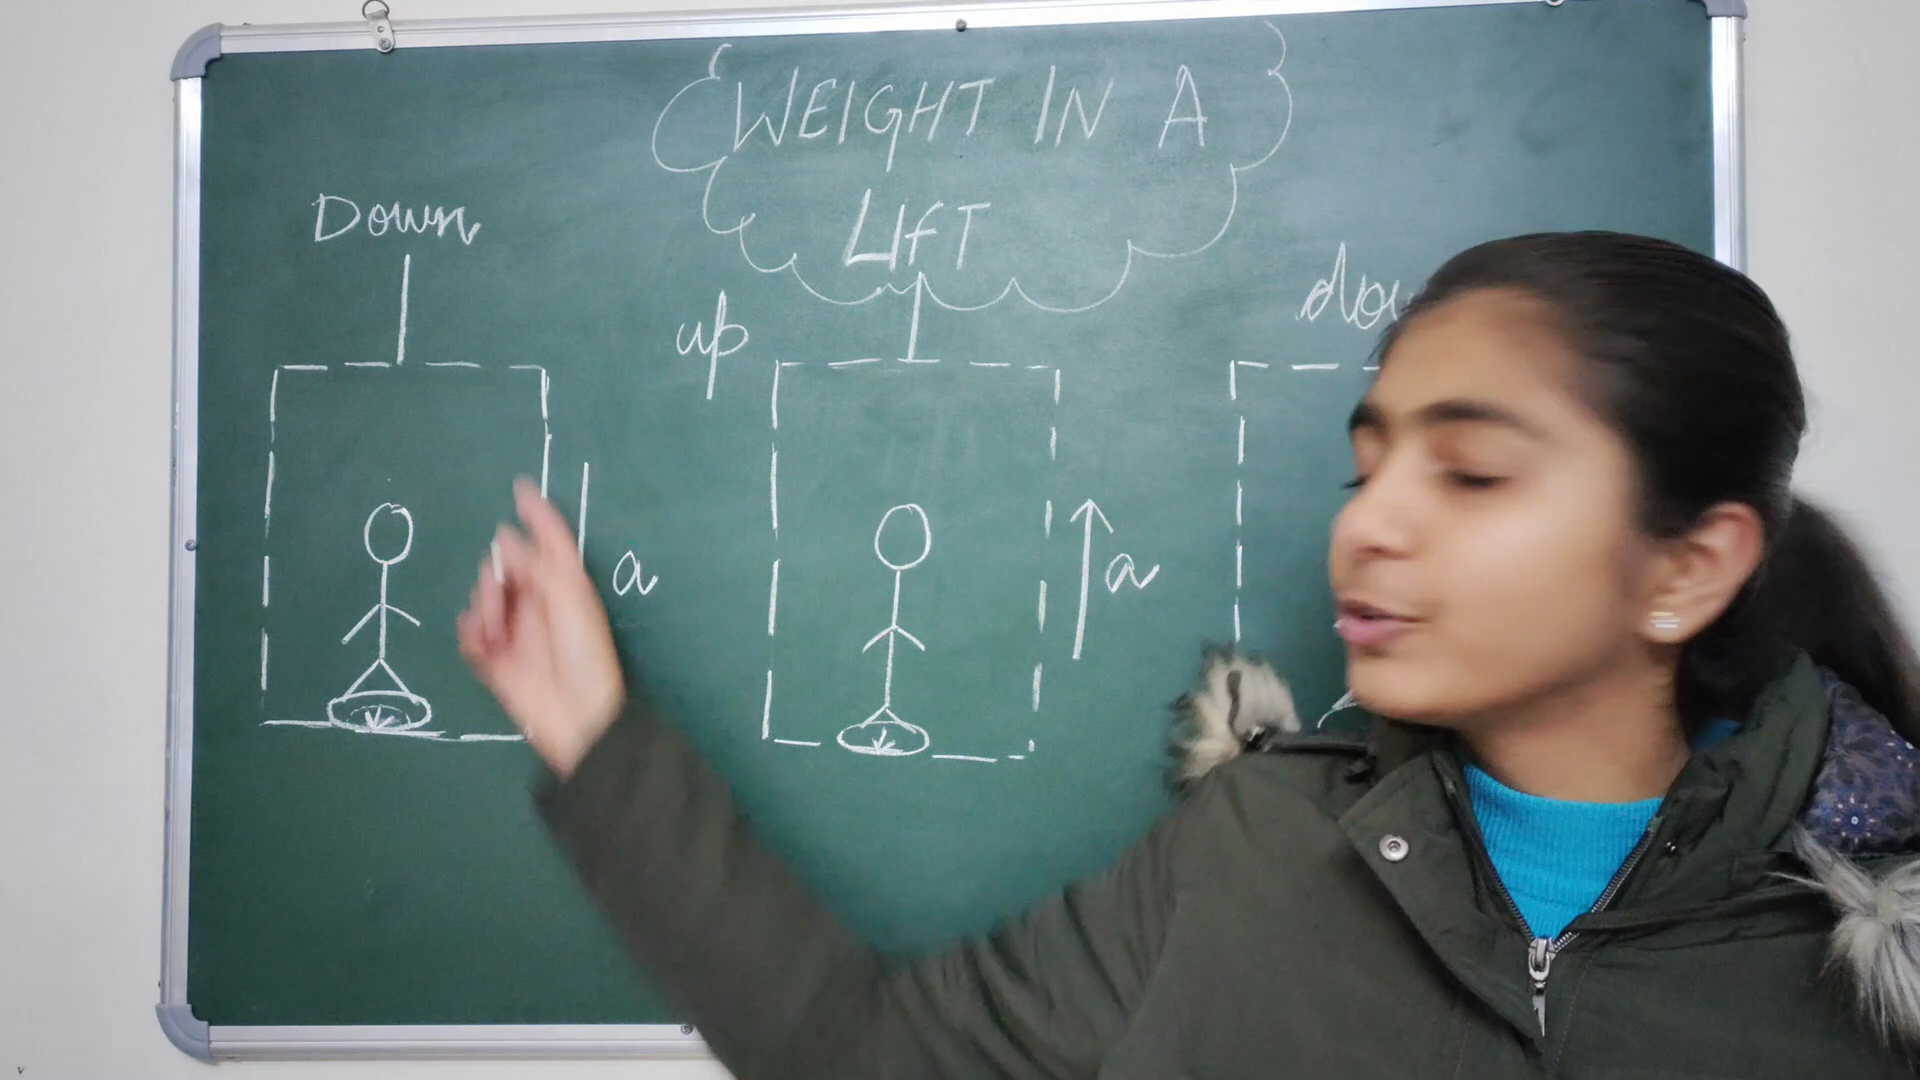 WEIGHT IN A
LIFT
Down
up
a
a